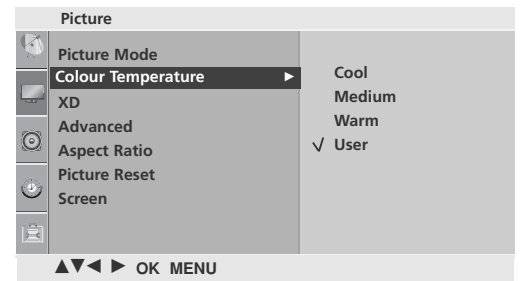 Picture
Picture Mode
Colour Temperature ►
XD
Advanced
Aspect Ratio
Picture Reset
Screen
Cool
Medium
Warm
√ User
▲▼◄ ► OK MENU